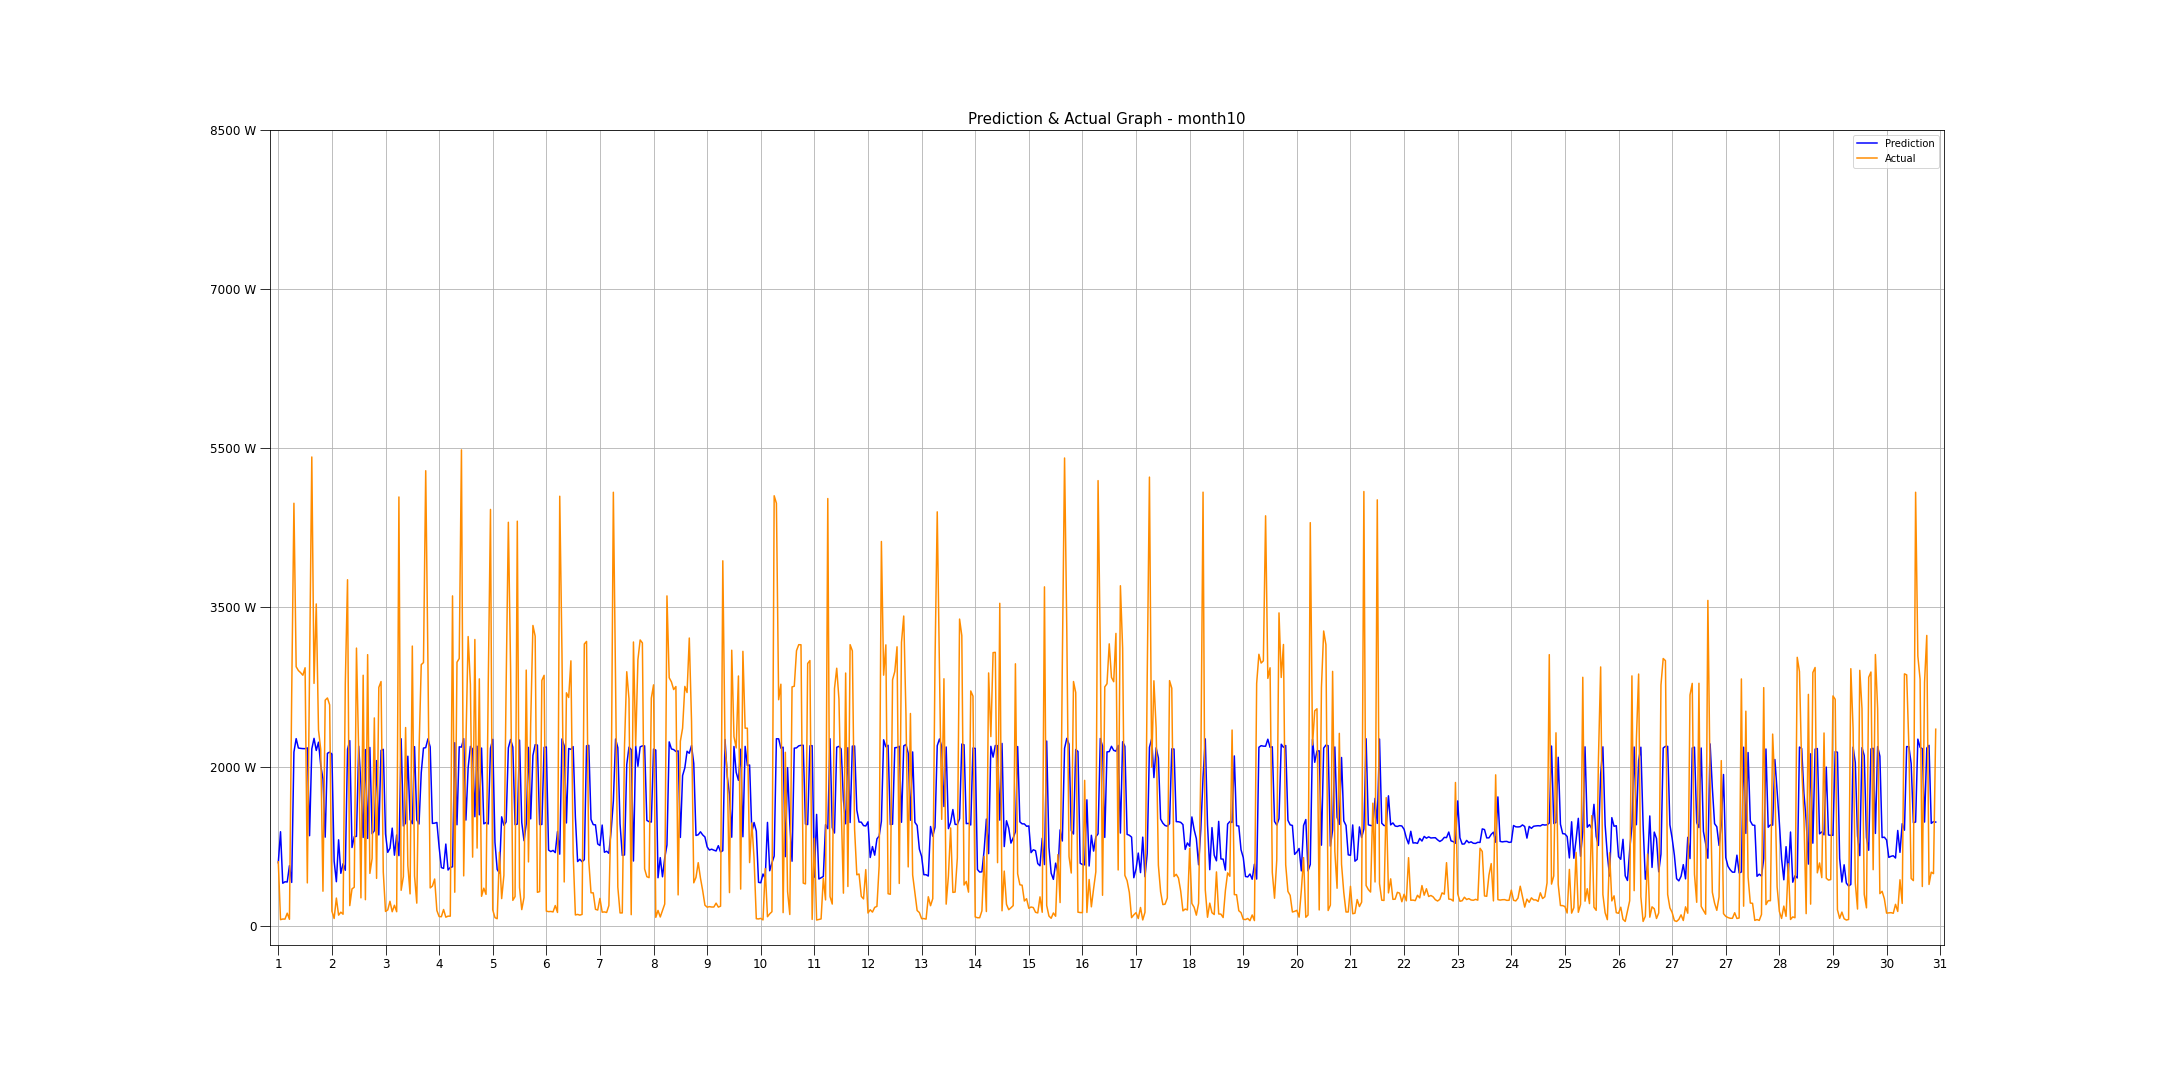 Prediction & Actual Graph - month10
8500 W
7000 W
5500 W
3500 W
2000 W
0
Prediction
Actual
1 2 3 4 5 6 7 8 9 10 11 12 13 14 15 16 17 18 19 20 21 22 23 24 25 26 27 27 28 29 30 31